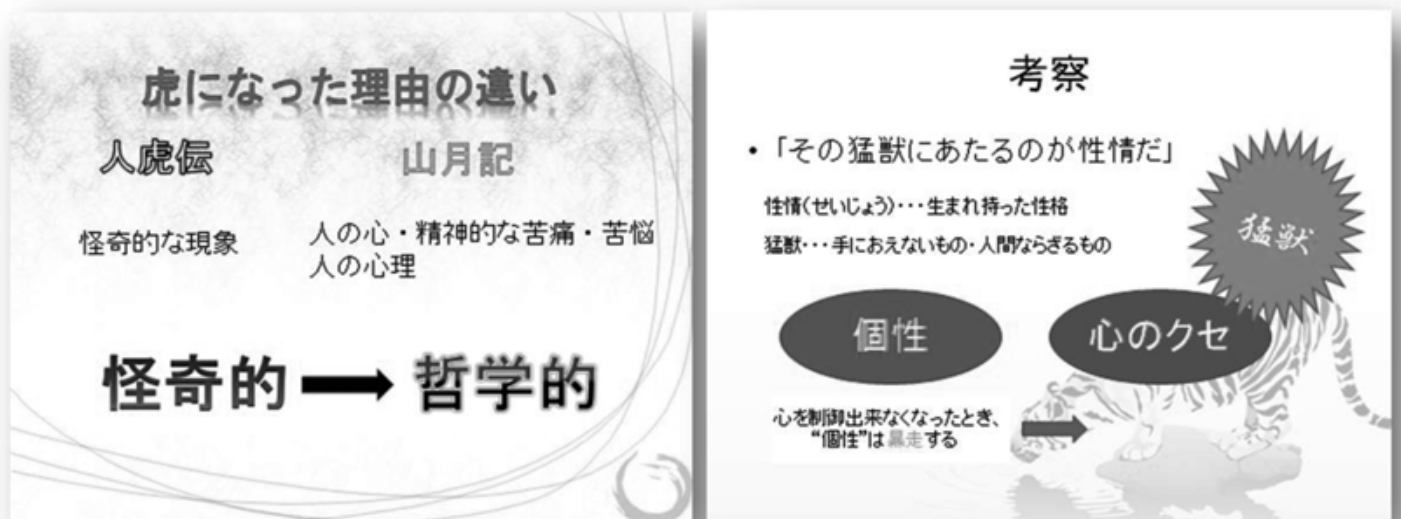 虎になった理由の違い
人虎伝
山月記
怪奇的な現象
人の心・精神的な苦痛・苦悩
人の心理
怪奇的
哲学的
考察
・「その猛獣にあたるのが性情だ」
性情(せいじょう)・・・生まれ持った性格
猛獣・・・手におえないもの・人間ならざるもの
猛獣
個性
心のクセ
心を制御出来なくなったとき、
“個性”は暴走する